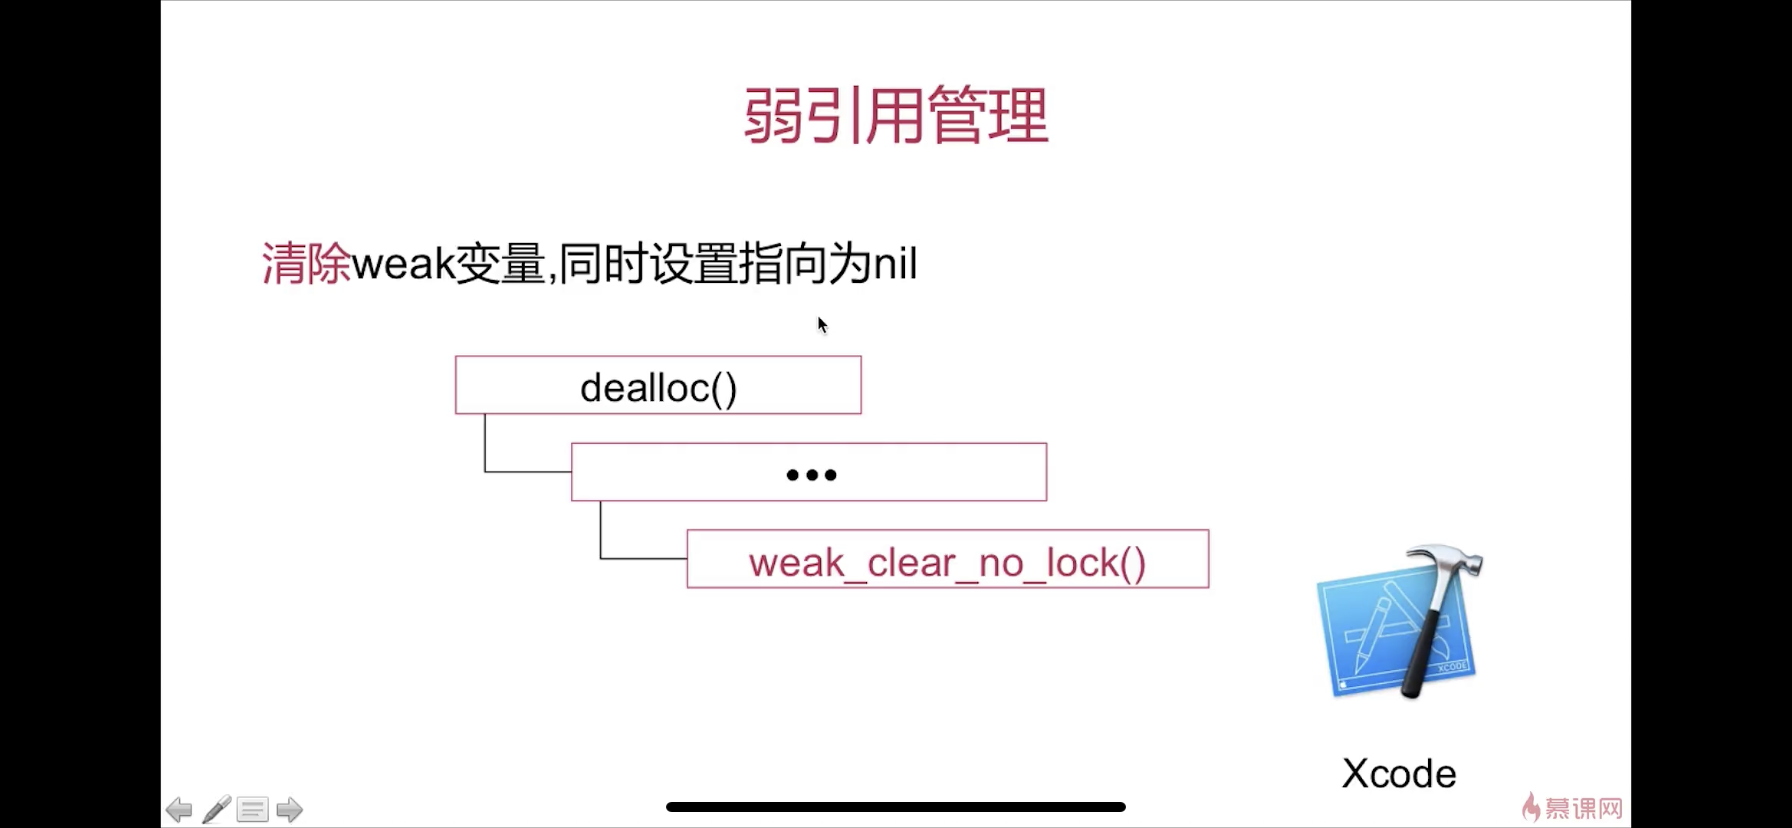 弱引用管理
清除weak变量,同时设置指向为nil
dealloc()
•••
weak_clear_no_lock()
XCODE
Xcode
慕课网